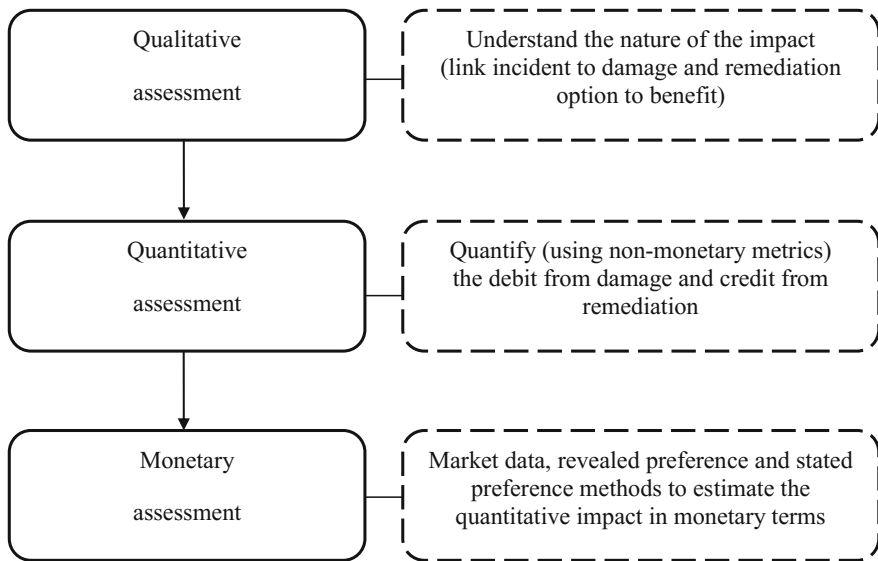 Qualitative
assessment
Understand the nature of the impact
(link incident to damage and remediation
option to benefit)
Quantitative
assessment
Quantify (using non-monetary metrics)
the debit from damage and credit from
remediation
Monetary
assessment
Market data, revealed preference and stated
preference methods to estimate the
quantitative impact in monetary terms